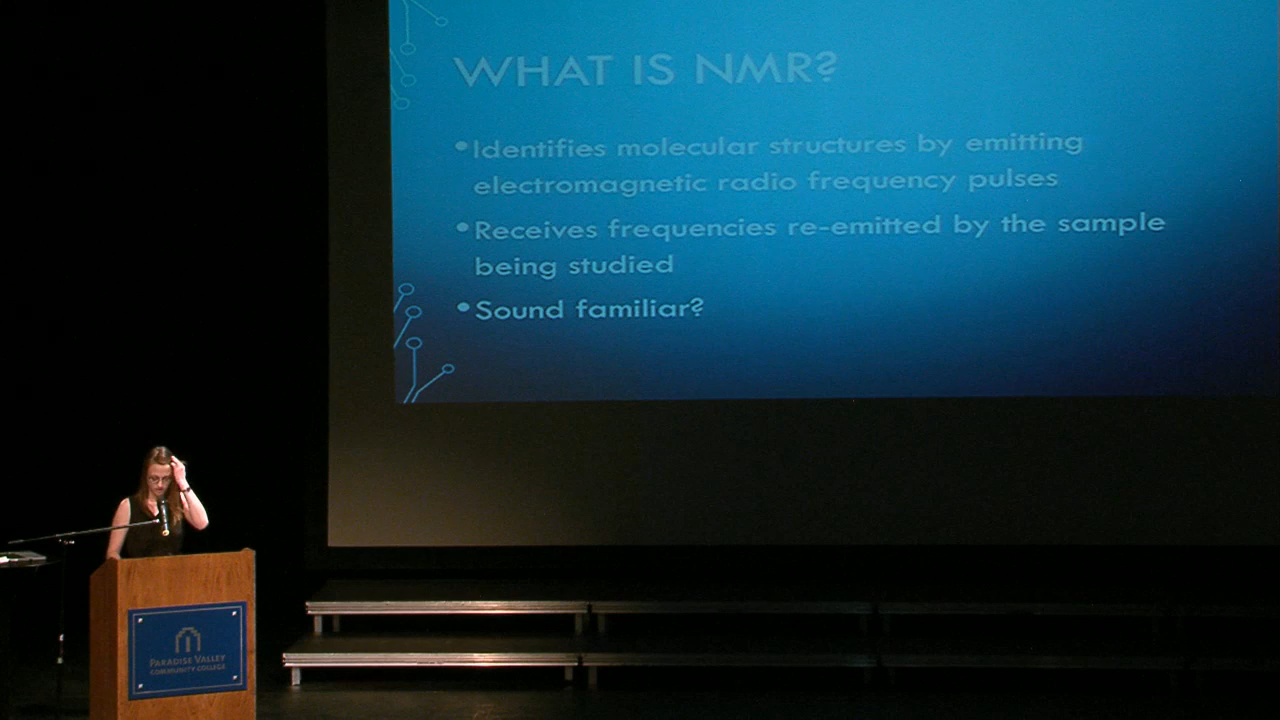 WHAT IS NMR?
•Identifies molecular structures by emitting
electromagnetic radio frequency pulses
•Receives frequencies re-emitted by the sample
being studied
•Sound familiar?
PARADISE VALLEY
COMMUNITY COLLEGE